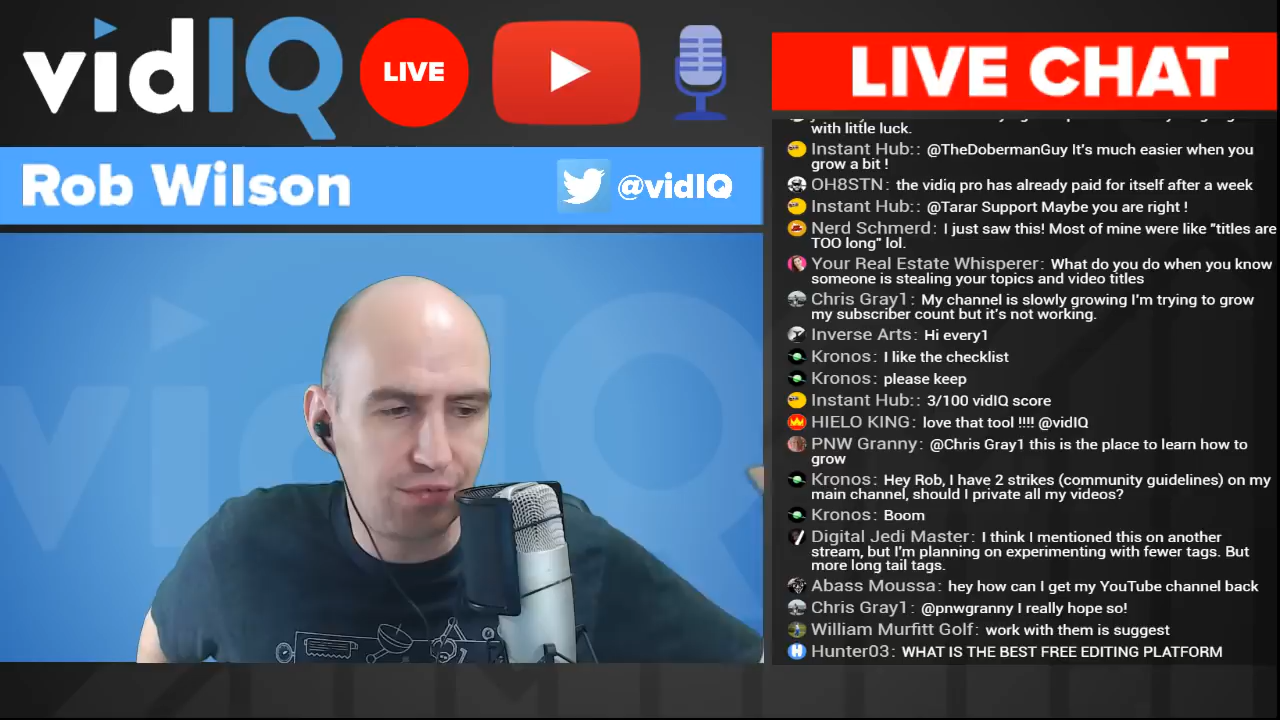 vidIQ
LIVE
LIVE CHAT
Rob Wilson
@vidIQ
with little luck.
Instant Hub:: @TheDobermanGuy It's much easier when you
grow a bit !
OH8STN: the vidiq pro has already paid for itself after a week
Instant Hub:: @Tarar Support Maybe you are right !
Nerd Schmerd: I just saw this! Most of mine were like "titles are
TOO long" lol.
Your Real Estate Whisperer: What do you do when you know
someone is stealing your topics and video titles
Chris Gray1: My channel is slowly growing I'm trying to grow
my subscriber count but it's not working.
Inverse Arts: Hi every1
Kronos: I like the checklist
Kronos: please keep
Instant Hub:: 3/100 vidIQ score
HIELO KING: love that tool !!!! @vidIQ
PNW Granny: @Chris Gray1 this is the place to learn how to
grow
Kronos: Hey Rob, I have 2 strikes (community guidelines) on my
main channel, should I private all my videos?
Kronos: Boom
Digital Jedi Master: I think I mentioned this on another
stream, but I'm planning on experimenting with fewer tags. But
more long tail tags.
Abass Moussa: hey how can I get my YouTube channel back
Chris Gray1: @pnwgranny I really hope so!
William Murfitt Golf: work with them is suggest
Hunter03: WHAT IS THE BEST FREE EDITING PLATFORM